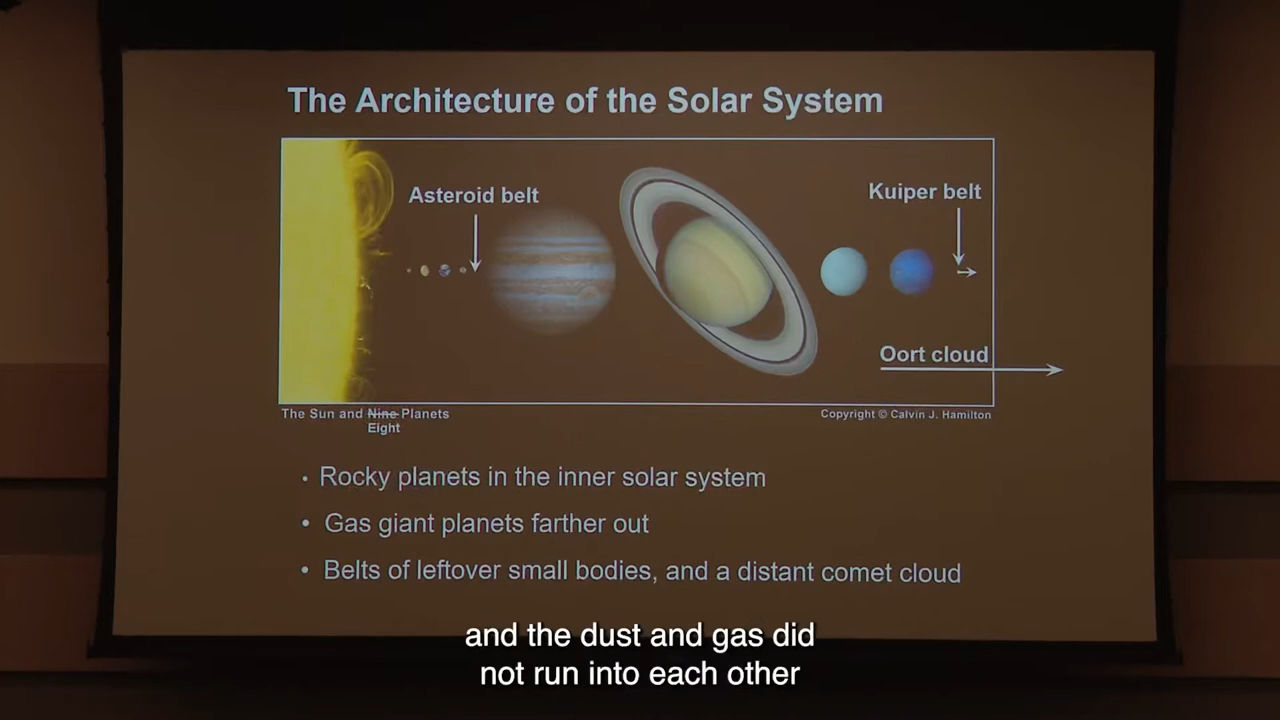 The Architecture of the Solar System
Asteroid belt
Kuiper belt
Oort cloud
The Sun and Nine Planets
Eight
Copyright © Calvin J. Hamilton
• Rocky planets in the inner solar system
• Gas giant planets farther out
• Belts of leftover small bodies, and a distant comet cloud
and the dust and gas did
not run into each other